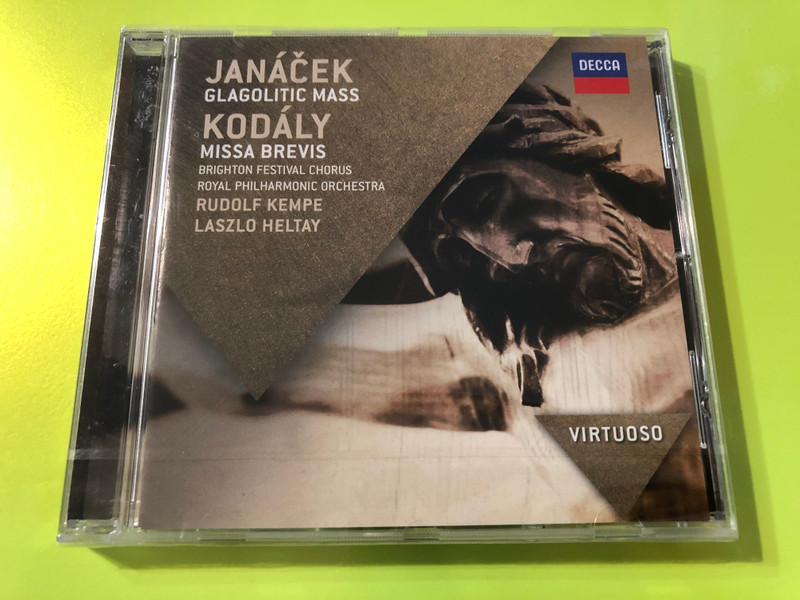 JANÁČEK
GLAGOLITIC MASS
KODÁLY
MISSA BREVIS
BRIGHTON FESTIVAL CHORUS
ROYAL PHILHARMONIC ORCHESTRA
RUDOLF KEMPE
LASZLO HELTAY
DECCA
VIRTUOSO